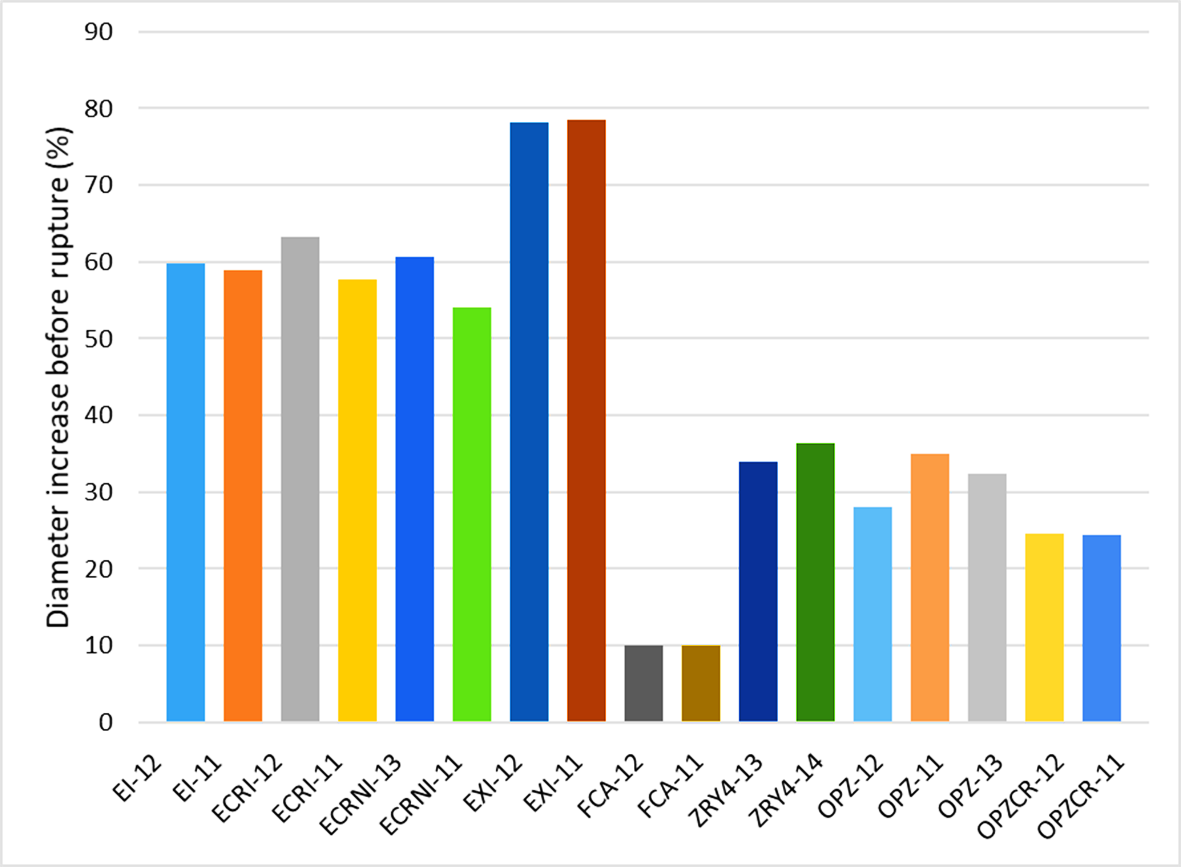 90
80
70
60
50
40
30
20
10
0
Diameter increase before rupture (%)
EI-12
EI-11
ECRI-12
ECRI-11
ECRNI-13
ECRNI-11
EXI-12
EXI-11
FCA-12
FCA-11
ZRY4-13
ZRY4-14
OPZ-12
OPZ-11
OPZ-13
OPZCR-12
OPZCR-11